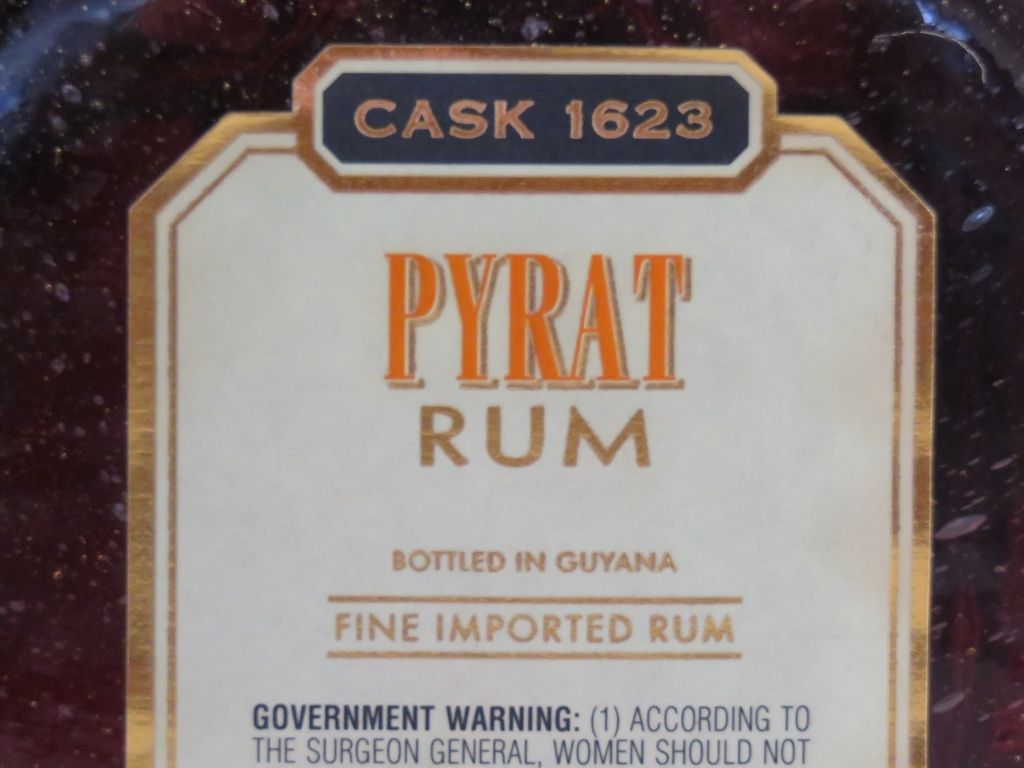 CASK 1623
PYRAT
RUM
BOTTLED IN GUYANA
FINE IMPORTED RUM
GOVERNMENT WARNING: (1) ACCORDING TO
THE SURGEON GENERAL, WOMEN SHOULD NOT